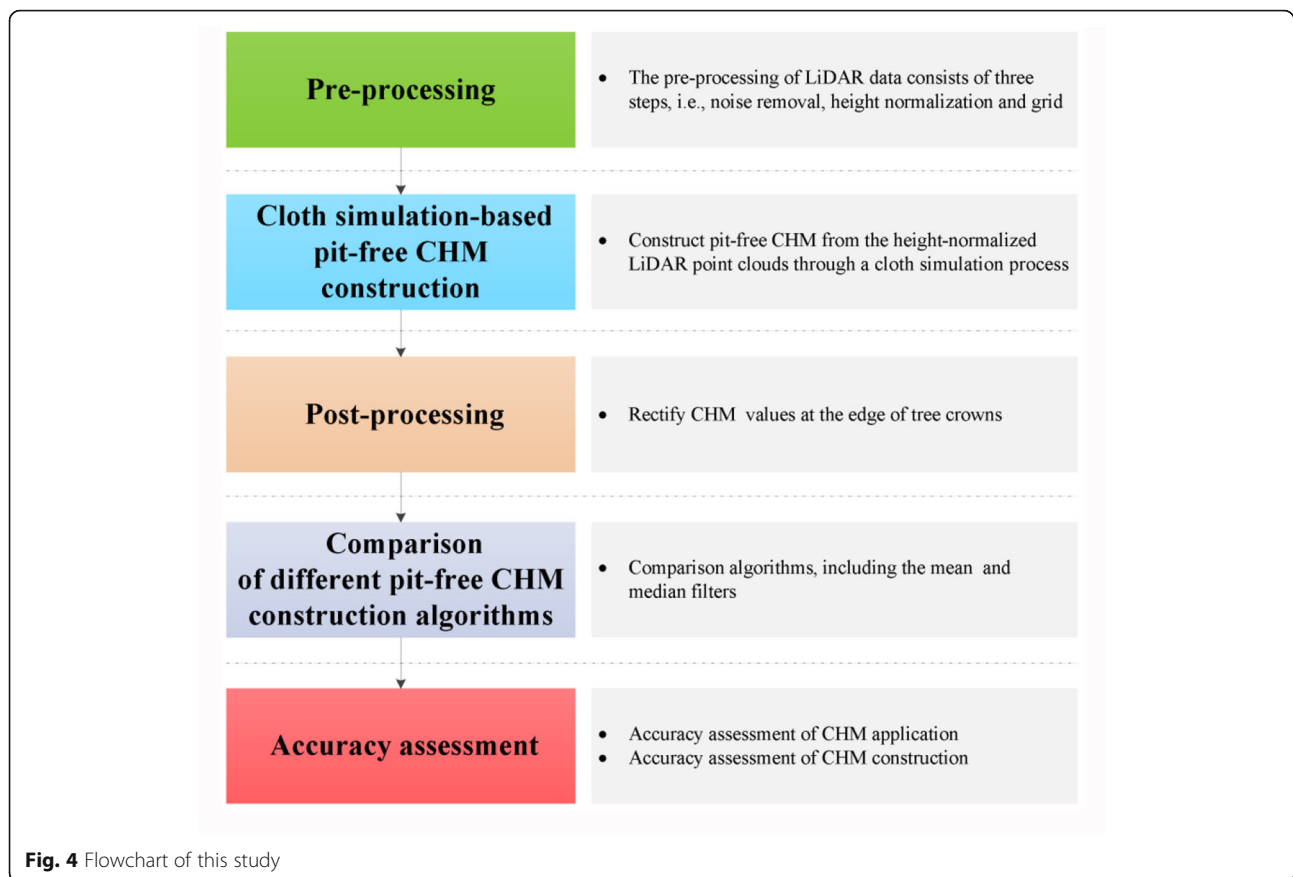 Pre-processing
• The pre-processing of LiDAR data consists of three
steps, i.e., noise removal, height normalization and grid
Cloth simulation-based
pit-free CHM
construction
• Construct pit-free CHM from the height-normalized
LiDAR point clouds through a cloth simulation process
Post-processing
• Rectify CHM values at the edge of tree crowns
Comparison
of different pit-free CHM
construction algorithms
• Comparison algorithms, including the mean and
median filters
Accuracy assessment
• Accuracy assessment of CHM application
• Accuracy assessment of CHM construction
Fig. 4 Flowchart of this study